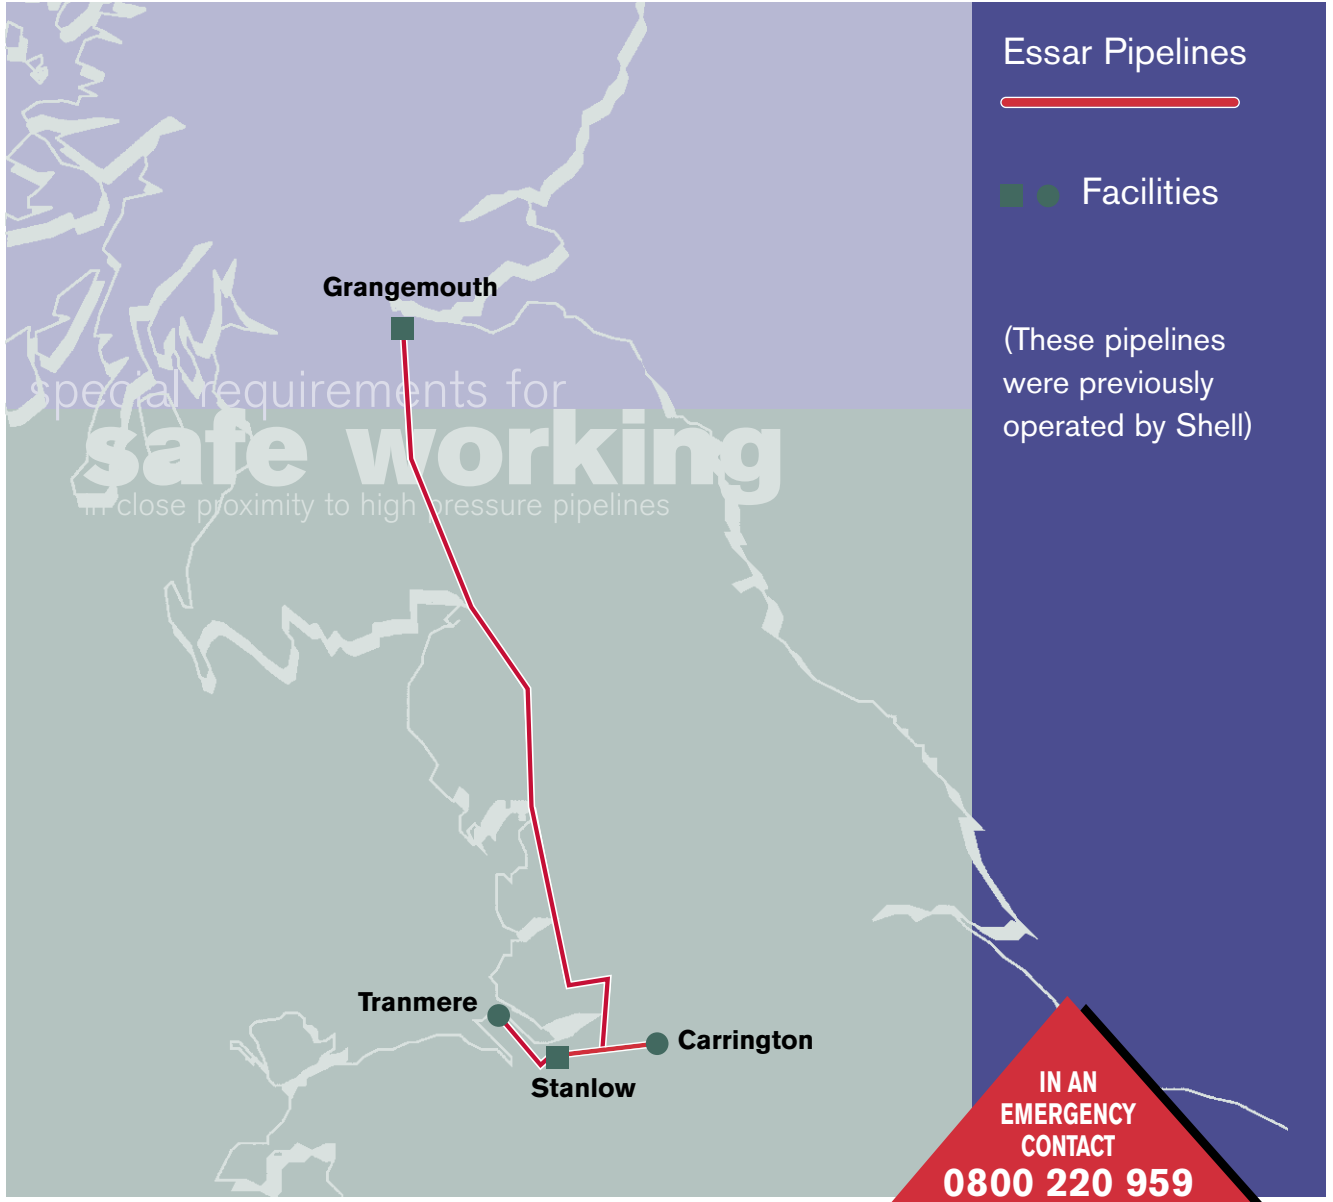 Essar Pipelines
Facilities
(These pipelines
were previously
operated by Shell)
Grangemouth
special requirements for
safe working
in close proximity to high pressure pipelines
Tranmere
Carrington
Stanlow
IN AN
EMERGENCY
CONTACT
0800 220 959